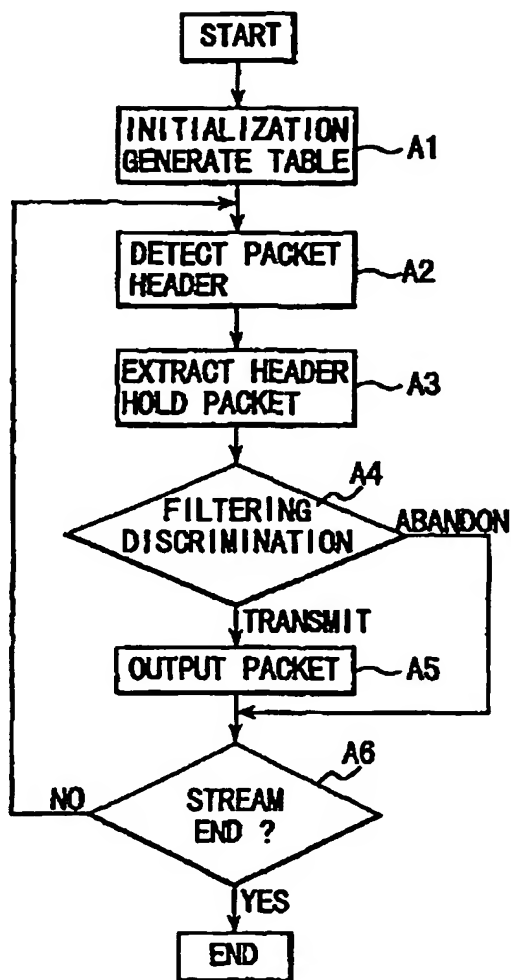 START
INITIALIZATION
GENERATE TABLE
A1
DETECT PACKET
HEADER
A2
EXTRACT HEADER
HOLD PACKET
A3
A4
FILTERING
DISCRIMINATION
ABANDON
TRANSMIT
OUTPUT PACKET
A5
A6
STREAM
END ?
NO
YES
END